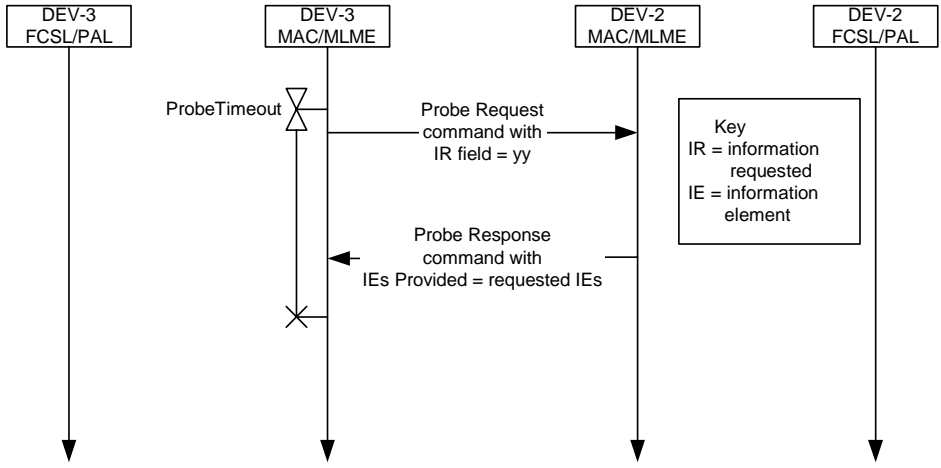 DEV-3
FCSL/PAL
DEV-3
MAC/MLME
DEV-2
MAC/MLME
DEV-2
FCSL/PAL
ProbeTimeout
Probe Request
command with
IR field = yy
Key
IR = information
requested
IE = information
element
Probe Response
command with
IEs Provided = requested IEs